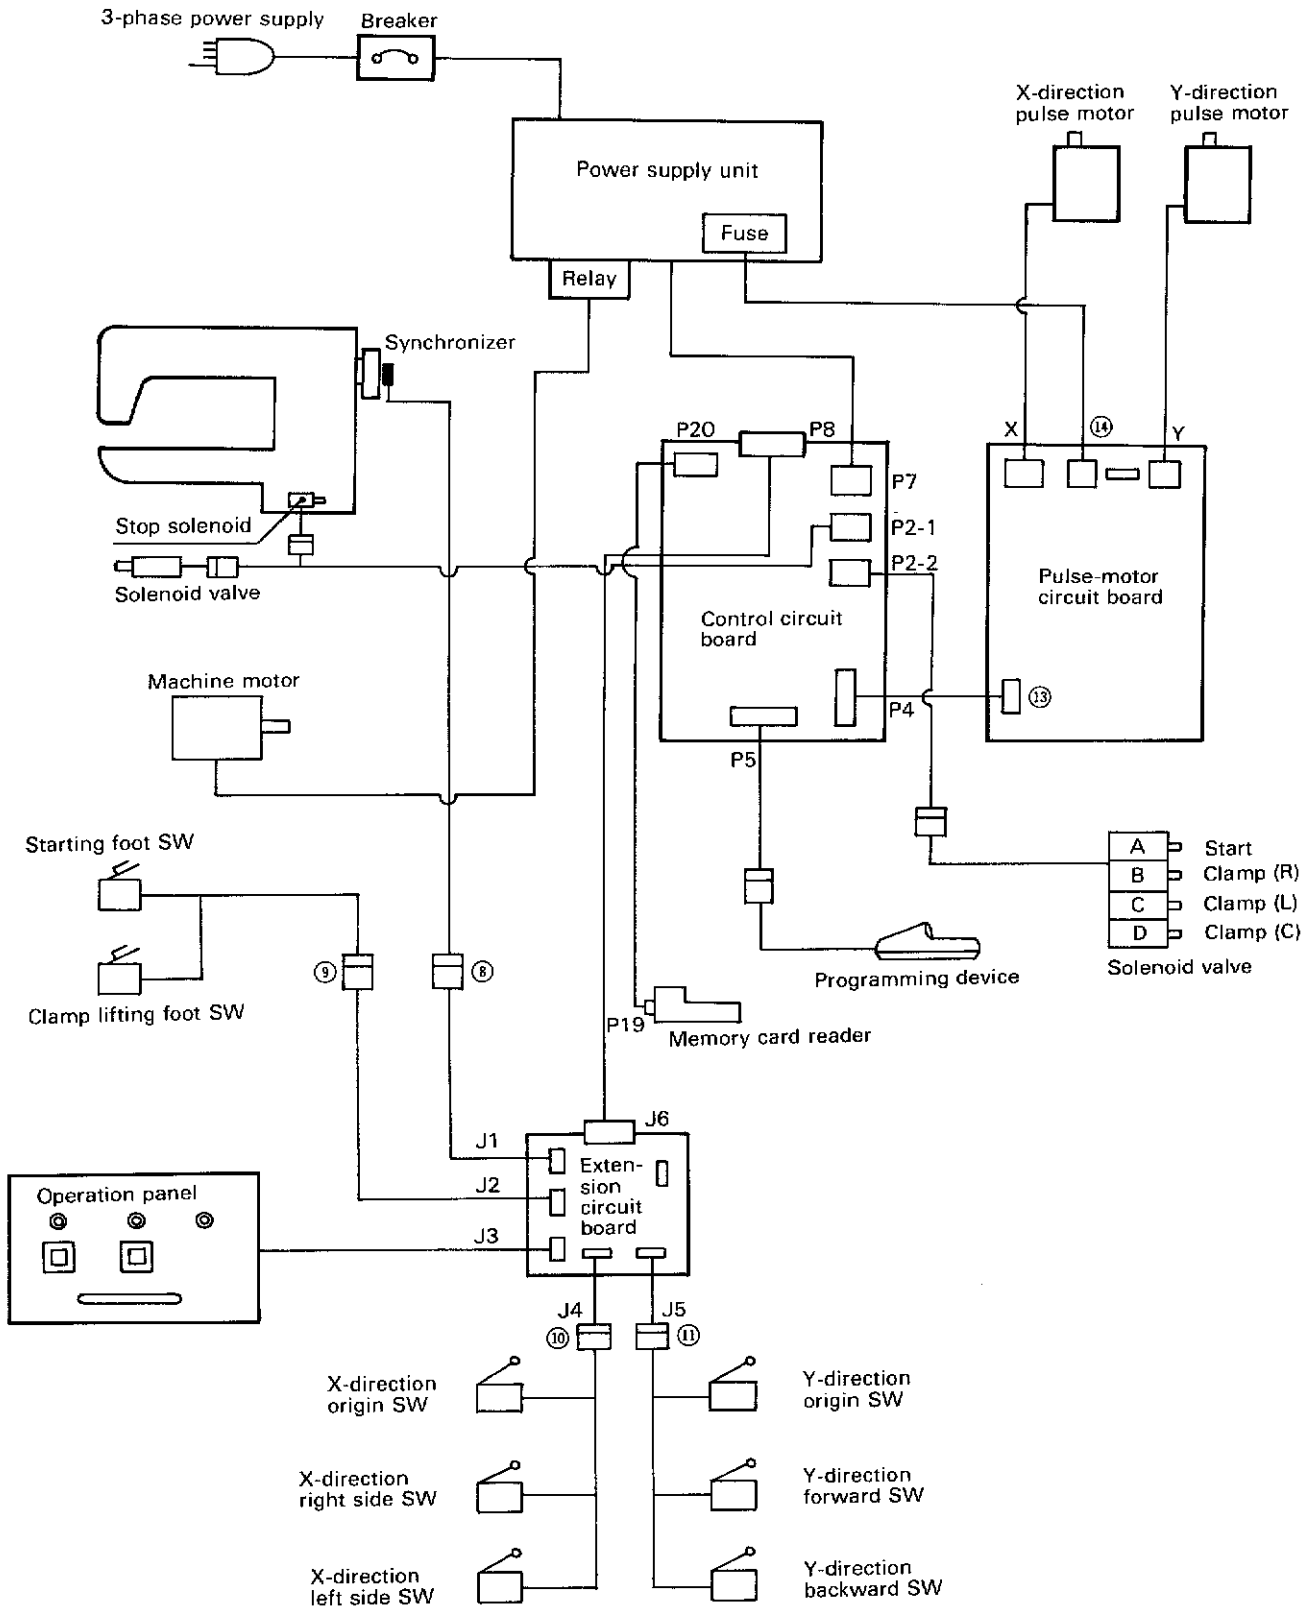 3-phase power supply
Breaker
X-direction
pulse motor
Y-direction
pulse motor
Power supply unit
Fuse
Relay
Synchronizer
P20
P8
X
⑭
Y
P7
Stop solenoid
P2-1
P2-2
Solenoid valve
Pulse-motor
circuit board
Control circuit
board
Machine motor
P4
⑬
P5
Starting foot SW
A
Start
B
Clamp (R)
C
Clamp (L)
D
Clamp (C)
Solenoid valve
⑨
⑧
Programming device
Clamp lifting foot SW
P19
Memory card reader
J6
J1
Exten-
sion
circuit
board
J2
Operation panel
J3
J4
J5
⑩
⑪
X-direction
origin SW
Y-direction
origin SW
X-direction
right side SW
Y-direction
forward SW
X-direction
left side SW
Y-direction
backward SW